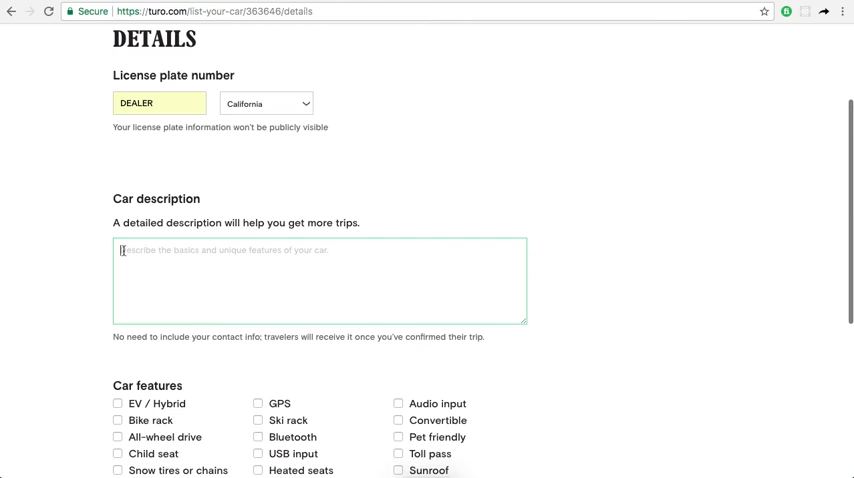 Secure https://turo.com/list-your-car/363646/details
DETAILS
License plate number
DEALER California
Your license plate information won't be publicly visible
Car description
A detailed description will help you get more trips.
Describe the basics and unique features of your car.
No need to include your contact info; travelers will receive it once you've confirmed their trip.
Car features
EV / Hybrid GPS Audio input
Bike rack Ski rack Convertible
All-wheel drive Bluetooth Pet friendly
Child seat USB input Toll pass
Snow tires or chains Heated seats Sunroof